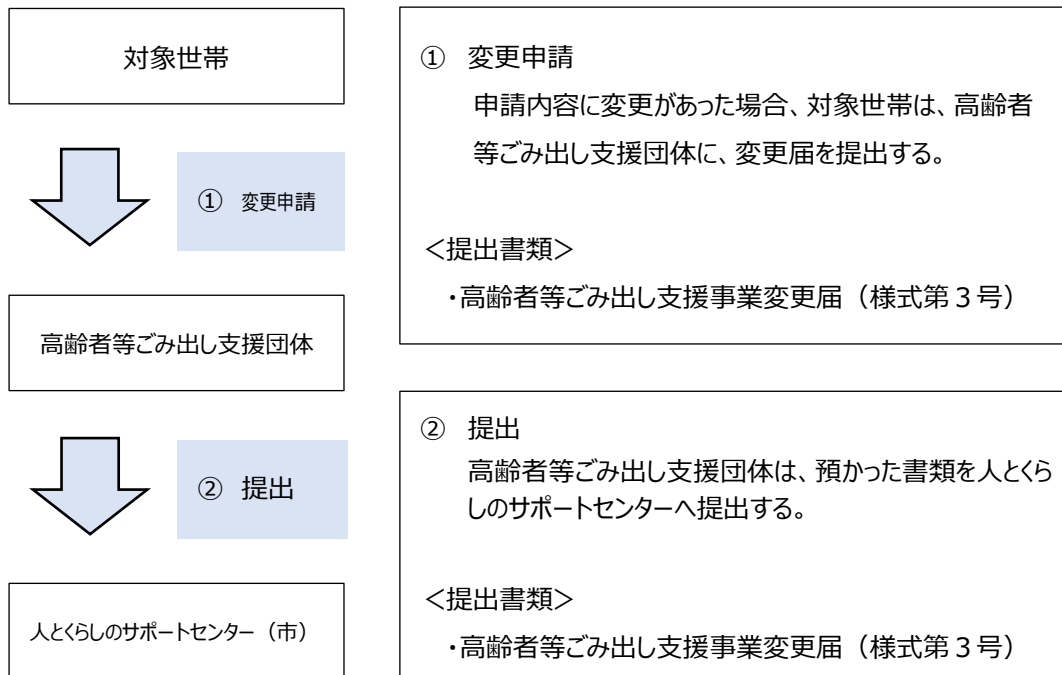 対象世帯
① 変更申請
高齢者等ごみ出し支援団体
② 提出
人とくらしのサポートセンター（市）
① 変更申請
申請内容に変更があった場合、対象世帯は、高齢者
等ごみ出し支援団体に、変更届を提出する。
＜提出書類＞
・高齢者等ごみ出し支援事業変更届（様式第３号）
② 提出
高齢者等ごみ出し支援団体は、預かった書類を人とくら
しのサポートセンターへ提出する。
＜提出書類＞
・高齢者等ごみ出し支援事業変更届（様式第３号）